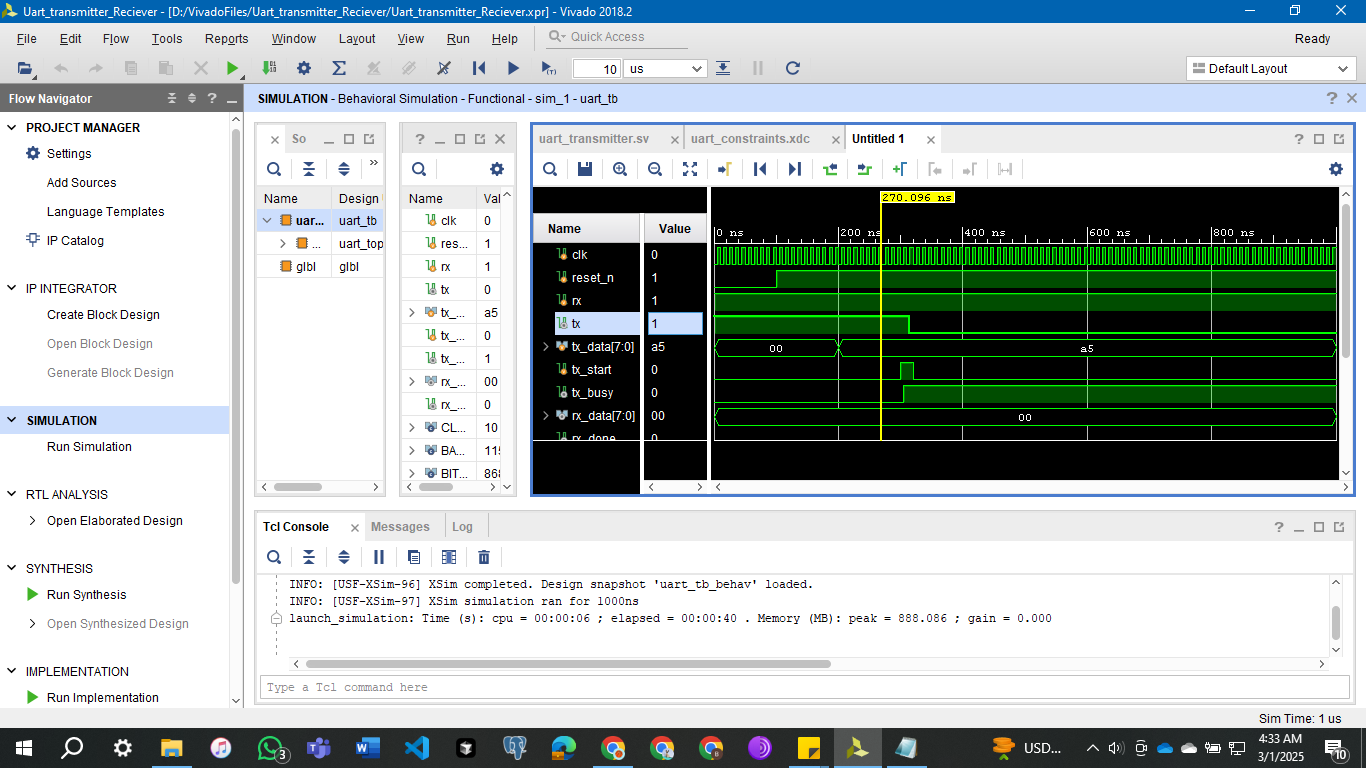 Uart_transmitter_Reciever - [D:/VivadoFiles/Uart_transmitter_Reciever/Uart_transmitter_Reciever.xpr] - Vivado 2018.2
File Edit Flow Tools Reports Window Layout View Run Help Quick Access Ready
10 us Default Layout
Flow Navigator
PROJECT MANAGER
Settings
Add Sources
Language Templates
IP Catalog
IP INTEGRATOR
Create Block Design
Open Block Design
Generate Block Design
SIMULATION
Run Simulation
RTL ANALYSIS
Open Elaborated Design
SYNTHESIS
Run Synthesis
Open Synthesized Design
IMPLEMENTATION
Run Implementation
SIMULATION - Behavioral Simulation - Functional - sim_1 - uart_tb
So
Name Design
uar... uart_tb
... uart_top
glbl glbl
Name Val
clk 0
res... 1
rx 1
tx 0
tx_... a5
tx_... 0
tx_... 1
rx_... 00
rx_... 0
CL... 10
BA... 115
BIT... 868
uart_transmitter.sv uart_constraints.xdc Untitled 1
Name Value
clk 0
reset_n 1
rx 1
tx 1
tx_data[7:0] a5
tx_start 0
tx_busy 0
rx_data[7:0] 00
rx_done 0
270.096 ns
0 ns 200 ns 400 ns 600 ns 800 ns
00 a5
00
Tcl Console Messages Log
INFO: [USF-XSim-96] XSim completed. Design snapshot 'uart_tb_behav' loaded.
INFO: [USF-XSim-97] XSim simulation ran for 1000ns
launch_simulation: Time (s): cpu = 00:00:06 ; elapsed = 00:00:40 . Memory (MB): peak = 888.086 ; gain = 0.000
Type a Tcl command here
Sim Time: 1 us
3
USD...
4:33 AM
3/1/2025
10